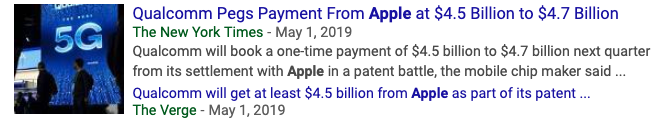 Qualcomm Pegs Payment From Apple at $4.5 Billion to $4.7 Billion
The New York Times - May 1, 2019
Qualcomm will book a one-time payment of $4.5 billion to $4.7 billion next quarter
from its settlement with Apple in a patent battle, the mobile chip maker said ...
Qualcomm will get at least $4.5 billion from Apple as part of its patent ...
The Verge - May 1, 2019
5G